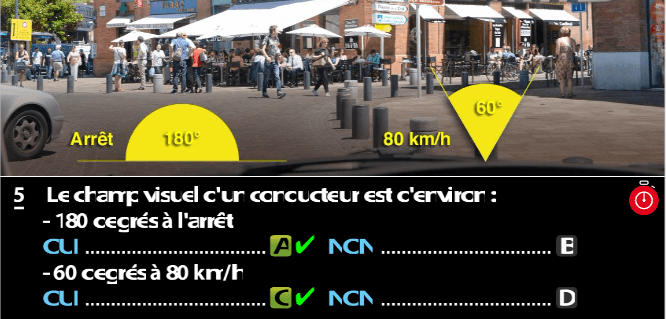 Arrêt
180°
80 km/h
60°
5 Le champ visuel d'un conducteur est d'environ :
- 180 degrés à l'arrêt
OUI ........................................ A ✔ NON ..................................... B
- 60 degrés à 80 km/h
OUI ........................................ C ✔ NON ..................................... D